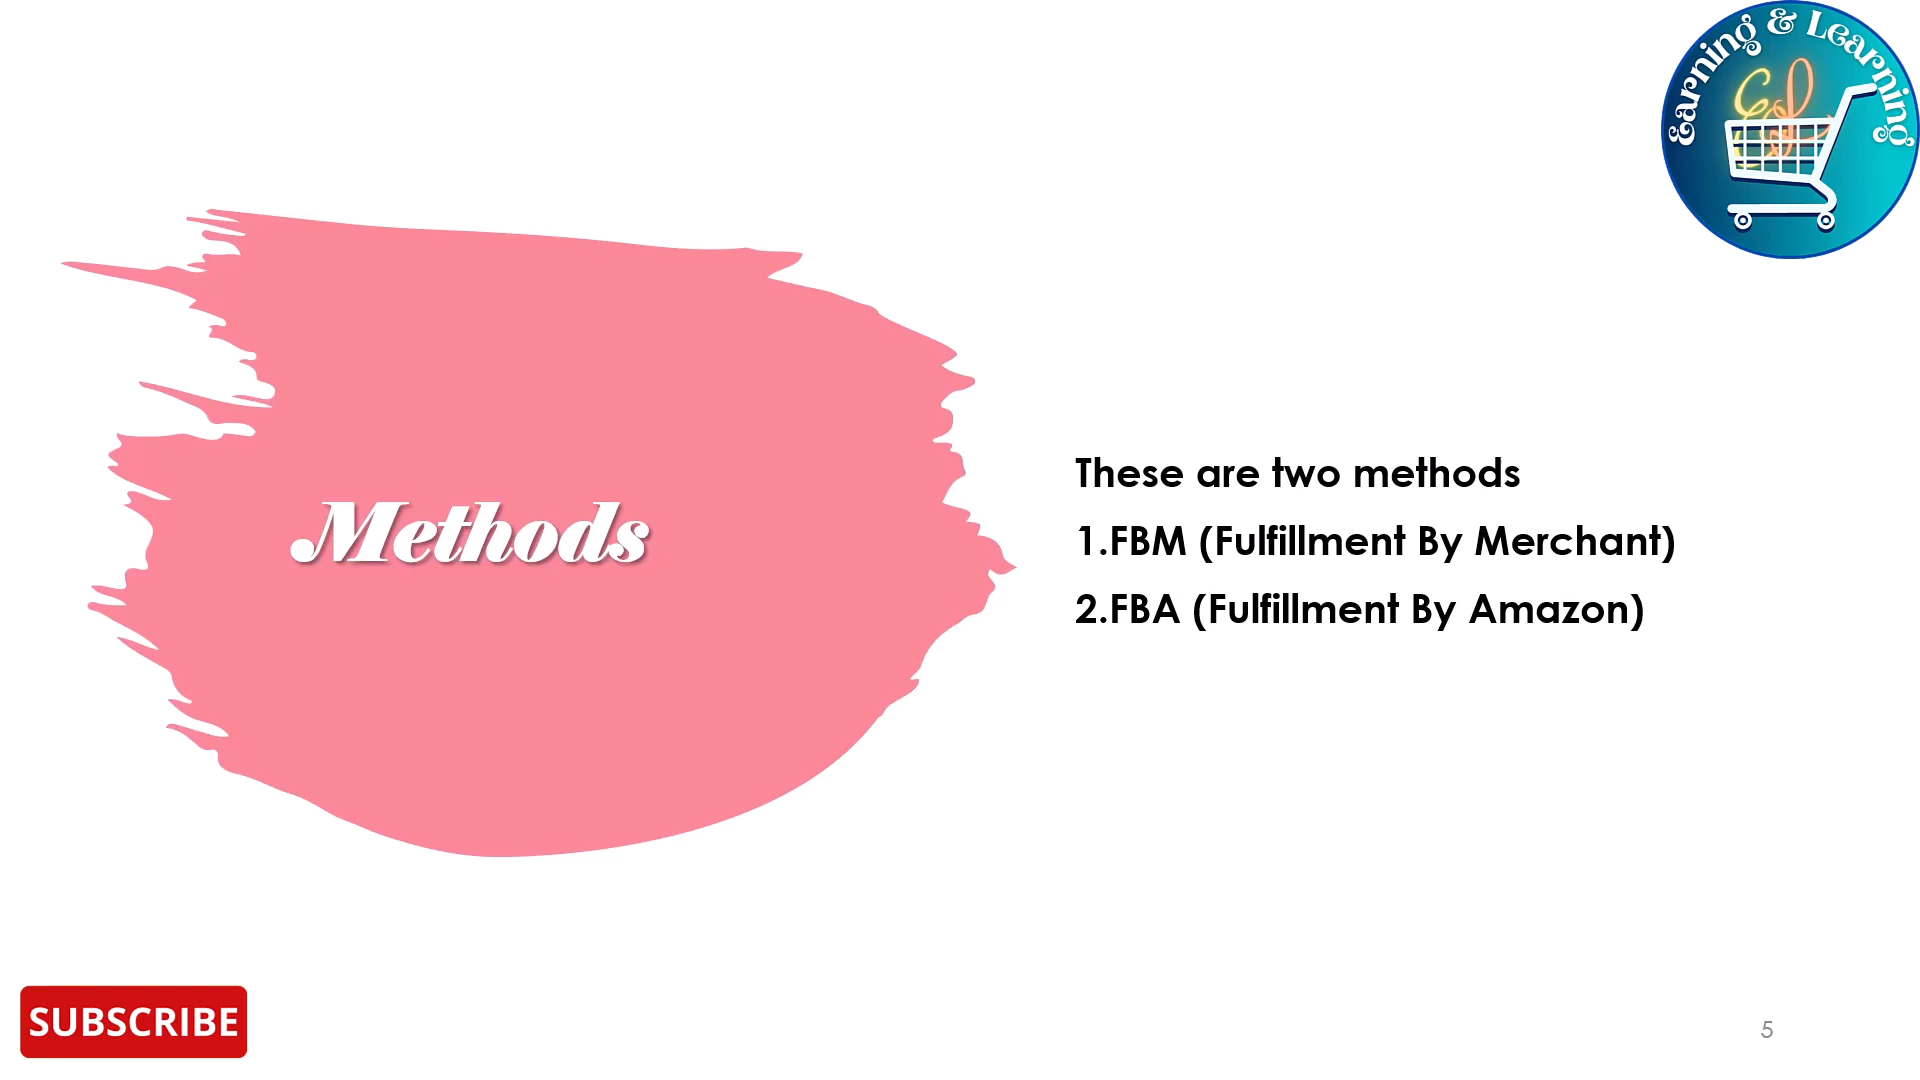 Earning & Learning
EL
Methods
These are two methods
1.FBM (Fulfillment By Merchant)
2.FBA (Fulfillment By Amazon)
SUBSCRIBE
5